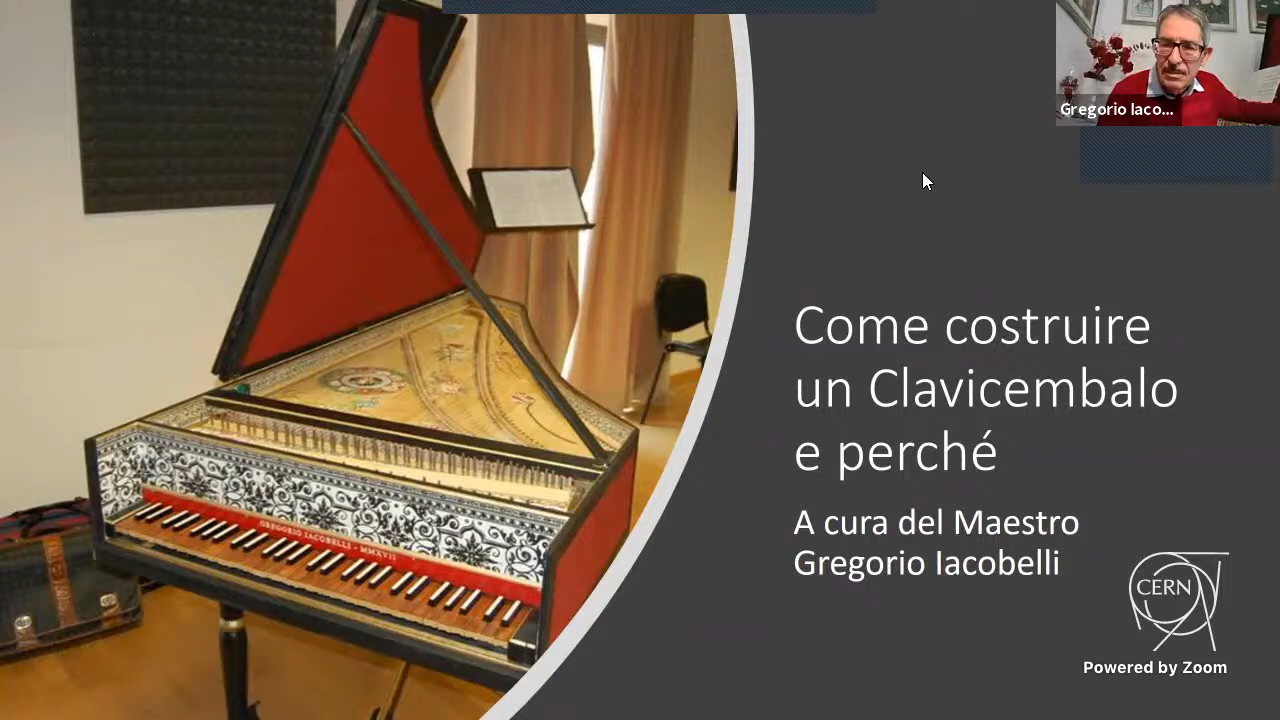 Gregorio Iaco...
Come costruire
un Clavicembalo
e perché
A cura del Maestro
Gregorio Iacobelli
GREGORIO IACOBELLI - MMXVII
CERN
Powered by Zoom